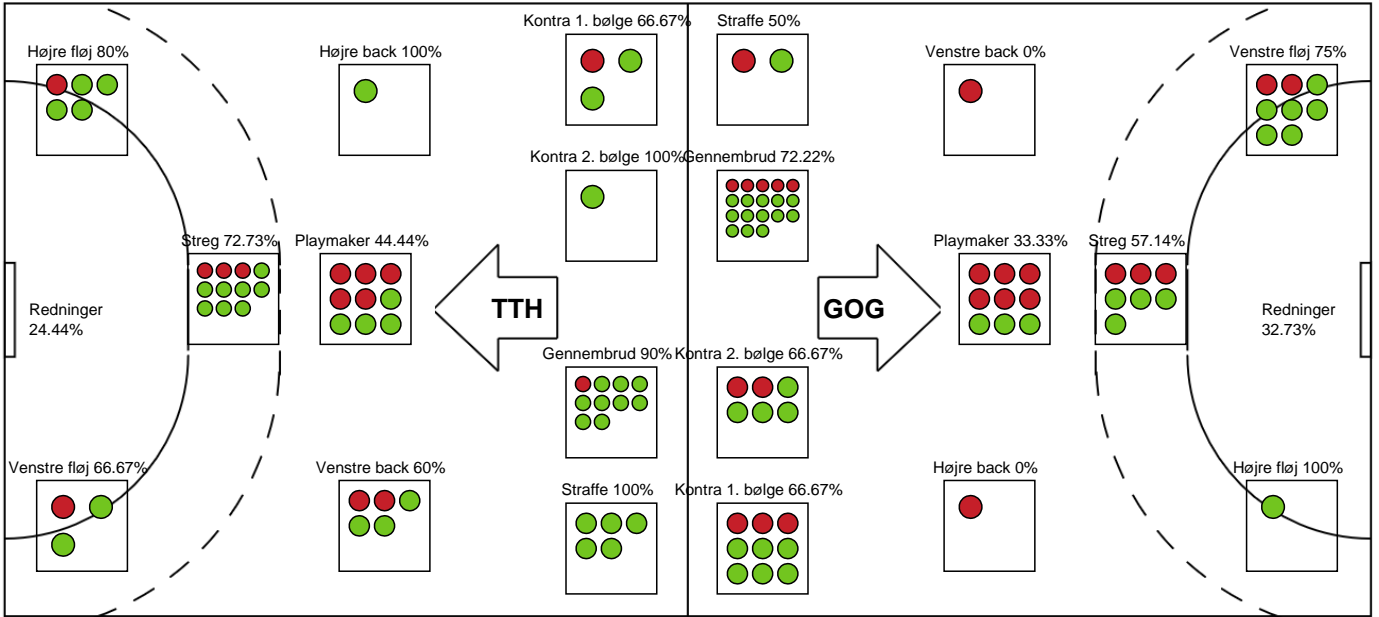 Kontra 1. bølge 66.67%
Straffe 50%
Højre fløj 80%
Højre back 100%
Venstre back 0%
Venstre fløj 75%
Kontra 2. bølge 100%
Gennembrud 72.22%
Streg 72.73%
Playmaker 44.44%
Playmaker 33.33%
Streg 57.14%
Redninger
24.44%
TTH
GOG
Redninger
32.73%
Gennembrud 90%
Kontra 2. bølge 66.67%
Venstre fløj 66.67%
Venstre back 60%
Højre back 0%
Højre fløj 100%
Straffe 100%
Kontra 1. bølge 66.67%